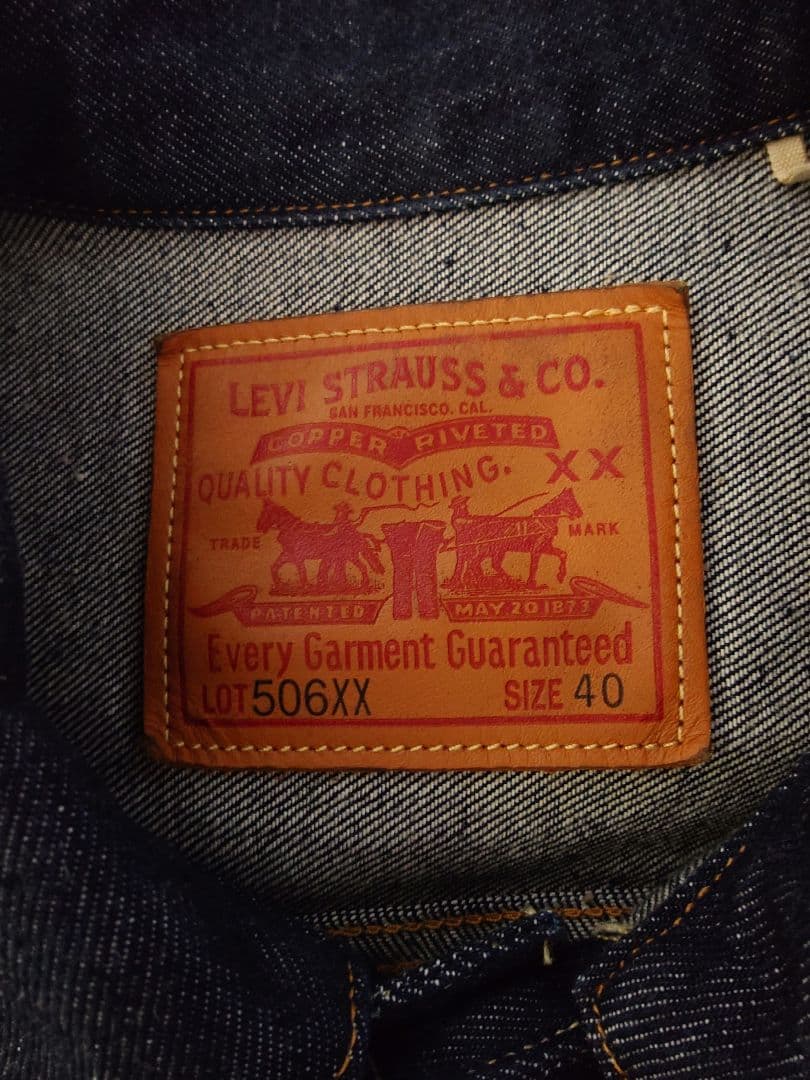 LEVI STRAUSS & CO.
SAN FRANCISCO. CAL.
COPPER RIVETED
QUALITY CLOTHING. XX
TRADE MARK
PATENTED MAY 20 1873
Every Garment Guaranteed
LOT 506XX SIZE 40